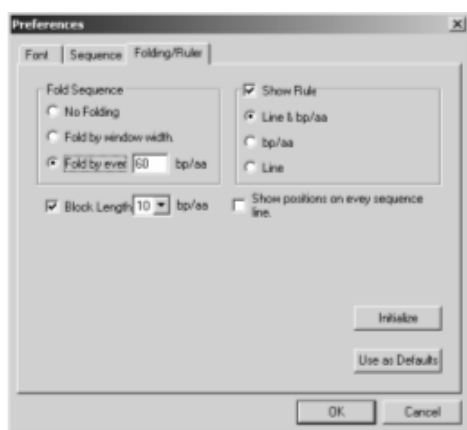 Preferences
Font Sequence Folding/Ruler
Fold Sequence
No Folding
Fold by window width.
Fold by ever 60 bp/aa
Block Length 10 bp/aa
Show Rule
Line & bp/aa
bp/aa
Line
Show positions on evey sequence
line.
Initialize
Use as Defaults
OK Cancel